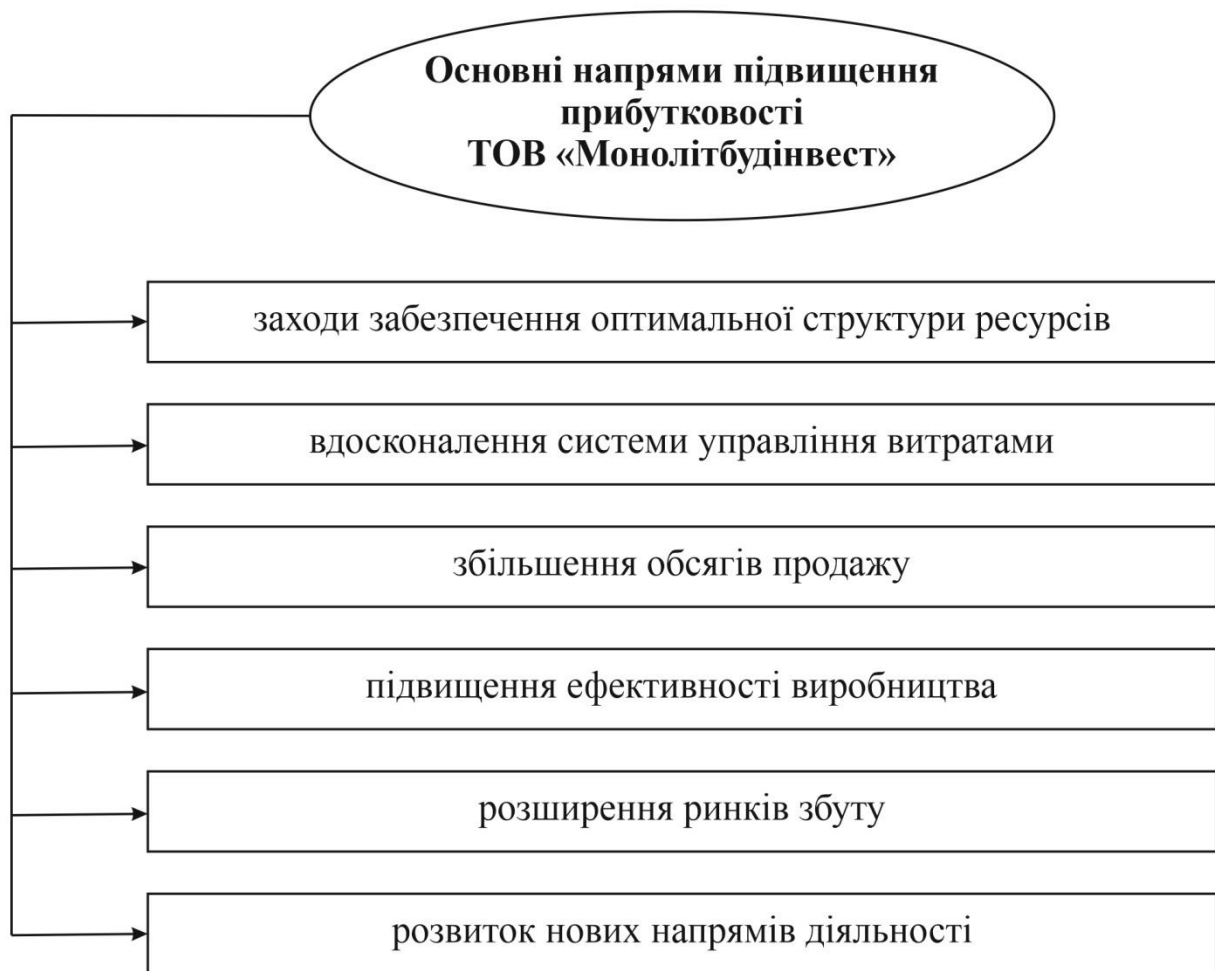 Основні напрями підвищення
прибутковості
ТОВ «Монолітбудінвест»
заходи забезпечення оптимальної структури ресурсів
вдосконалення системи управління витратами
збільшення обсягів продажу
підвищення ефективності виробництва
розширення ринків збуту
розвиток нових напрямів діяльності